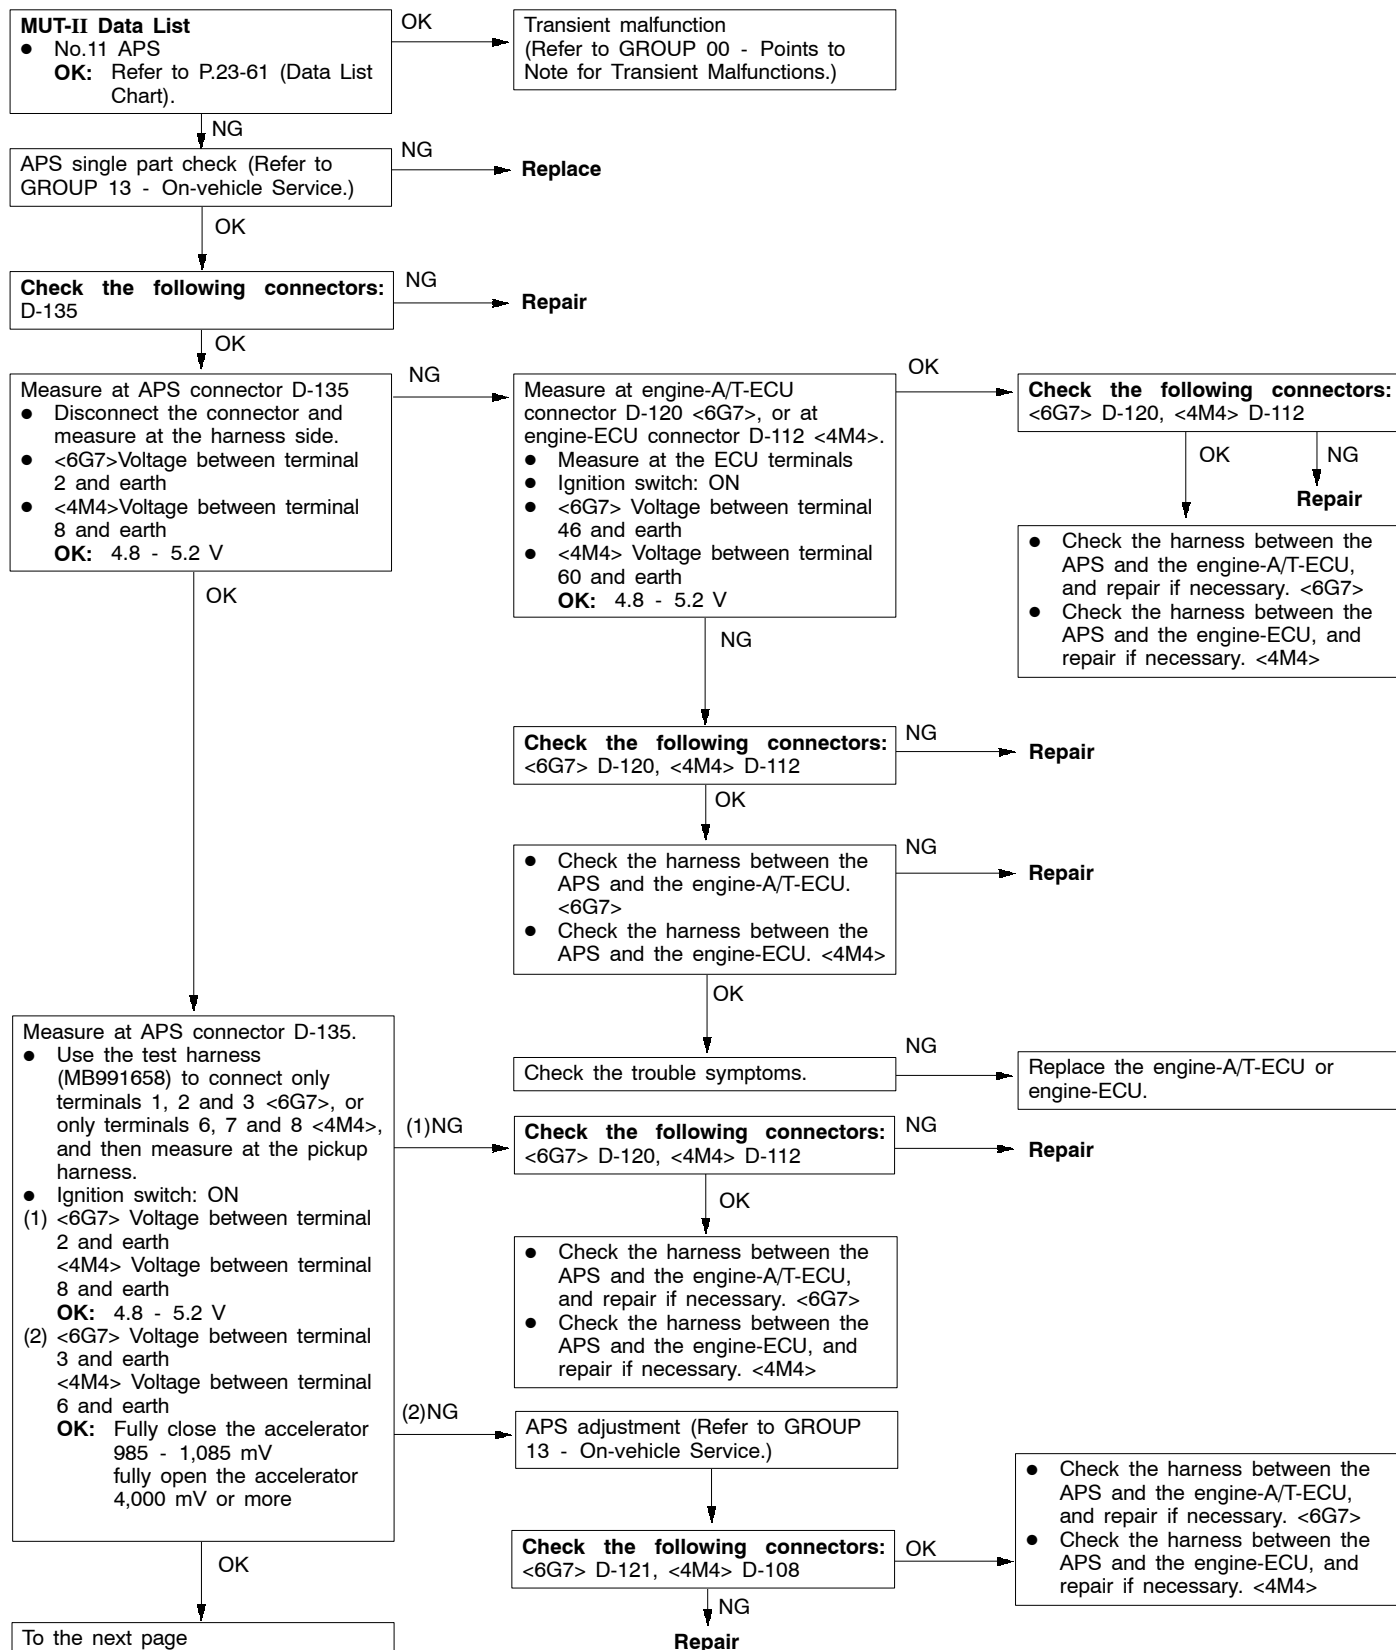 MUT-II Data List
● No.11 APS
OK: Refer to P.23-61 (Data List
Chart).
OK
Transient malfunction
(Refer to GROUP 00 - Points to
Note for Transient Malfunctions.)
NG
APS single part check (Refer to
GROUP 13 - On-vehicle Service.)
NG
Replace
OK
Check the following connectors:
D-135
NG
Repair
OK
Measure at APS connector D-135
● Disconnect the connector and
measure at the harness side.
● <6G7>Voltage between terminal
2 and earth
● <4M4>Voltage between terminal
8 and earth
OK: 4.8 - 5.2 V
NG
Measure at engine-A/T-ECU
connector D-120 <6G7>, or at
engine-ECU connector D-112 <4M4>.
● Measure at the ECU terminals
● Ignition switch: ON
● <6G7> Voltage between terminal
46 and earth
● <4M4> Voltage between terminal
60 and earth
OK: 4.8 - 5.2 V
OK
Check the following connectors:
<6G7> D-120, <4M4> D-112
OK
NG
Repair
● Check the harness between the
APS and the engine-A/T-ECU,
and repair if necessary. <6G7>
● Check the harness between the
APS and the engine-ECU, and
repair if necessary. <4M4>
OK
NG
Check the following connectors:
<6G7> D-120, <4M4> D-112
NG
Repair
OK
● Check the harness between the
APS and the engine-A/T-ECU.
<6G7>
● Check the harness between the
APS and the engine-ECU. <4M4>
NG
Repair
OK
Check the trouble symptoms.
NG
Replace the engine-A/T-ECU or
engine-ECU.
Measure at APS connector D-135.
● Use the test harness
(MB991658) to connect only
terminals 1, 2 and 3 <6G7>, or
only terminals 6, 7 and 8 <4M4>,
and then measure at the pickup
harness.
● Ignition switch: ON
(1) <6G7> Voltage between terminal
2 and earth
<4M4> Voltage between terminal
8 and earth
OK: 4.8 - 5.2 V
(2) <6G7> Voltage between terminal
3 and earth
<4M4> Voltage between terminal
6 and earth
OK: Fully close the accelerator
985 - 1,085 mV
fully open the accelerator
4,000 mV or more
(1)NG
Check the following connectors:
<6G7> D-120, <4M4> D-112
NG
Repair
OK
● Check the harness between the
APS and the engine-A/T-ECU,
and repair if necessary. <6G7>
● Check the harness between the
APS and the engine-ECU, and
repair if necessary. <4M4>
(2)NG
APS adjustment (Refer to GROUP
13 - On-vehicle Service.)
Check the following connectors:
<6G7> D-121, <4M4> D-108
OK
● Check the harness between the
APS and the engine-A/T-ECU,
and repair if necessary. <6G7>
● Check the harness between the
APS and the engine-ECU, and
repair if necessary. <4M4>
NG
Repair
OK
To the next page